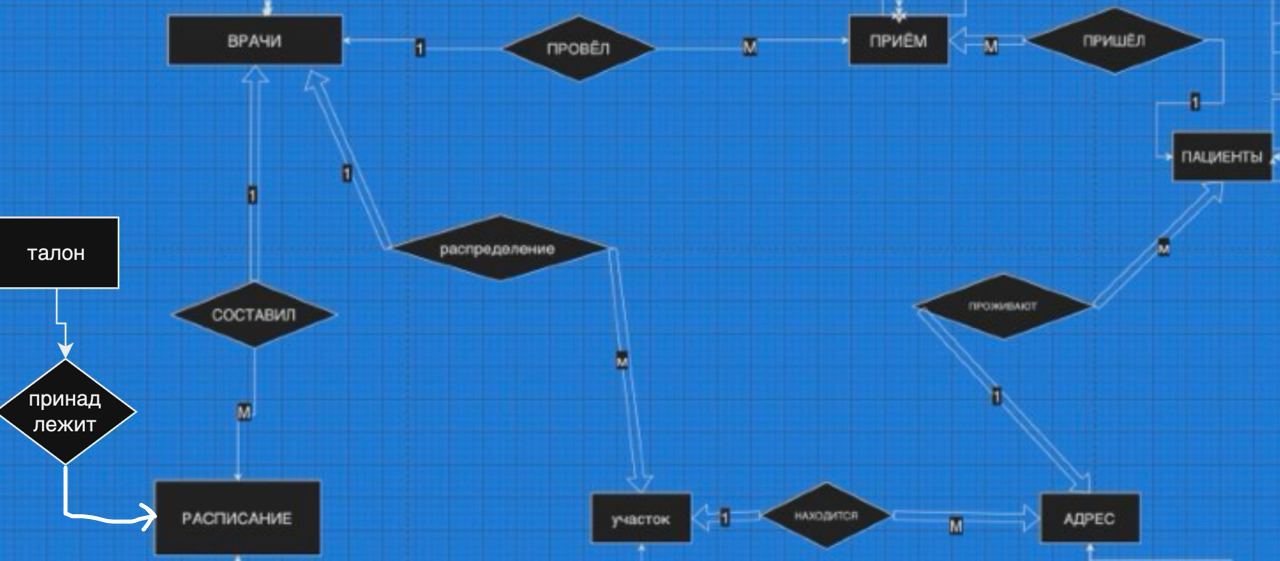 ВРАЧИ
1
ПРОВЁЛ
М
ПРИЁМ
М
ПРИШЁЛ
1
ПАЦИЕНТЫ
1
1
талон
распределение
М
СОСТАВИЛ
ПРОЖИВАЮТ
М
принад
лежит
М
1
РАСПИСАНИЕ
участок
1
НАХОДИТСЯ
М
АДРЕС